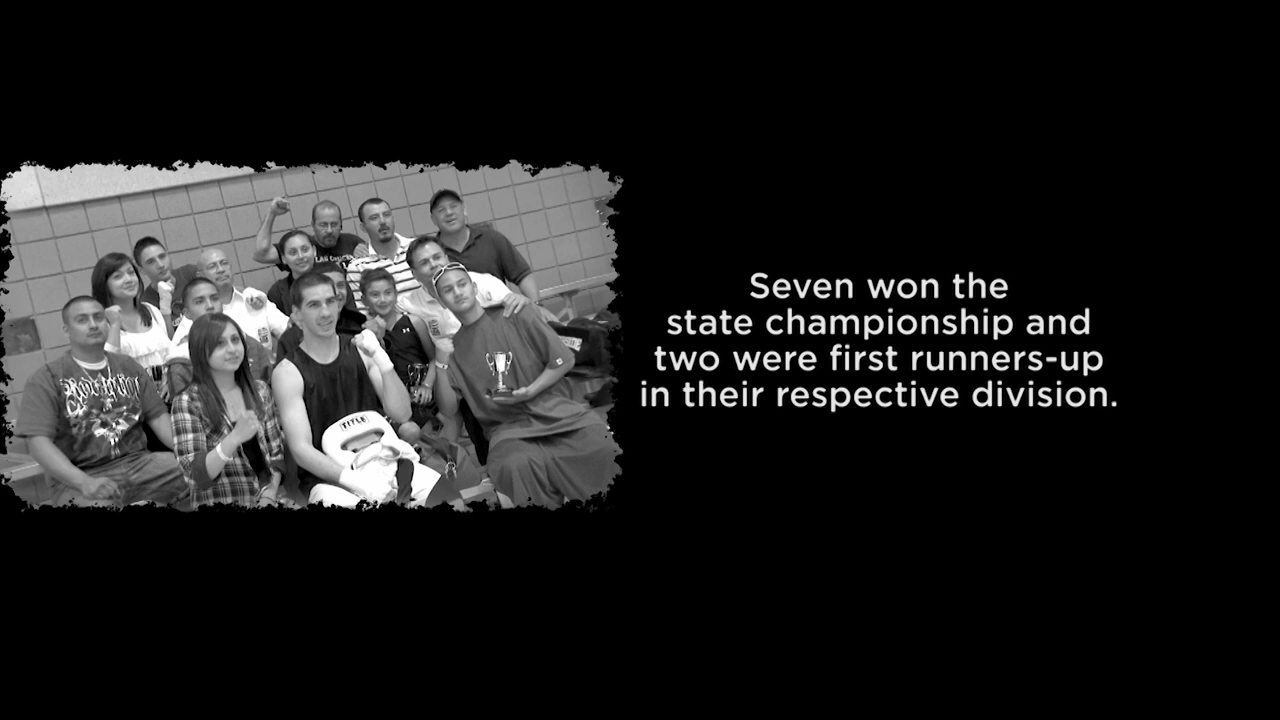 Seven won the
state championship and
two were first runners-up
in their respective division.
TITLE